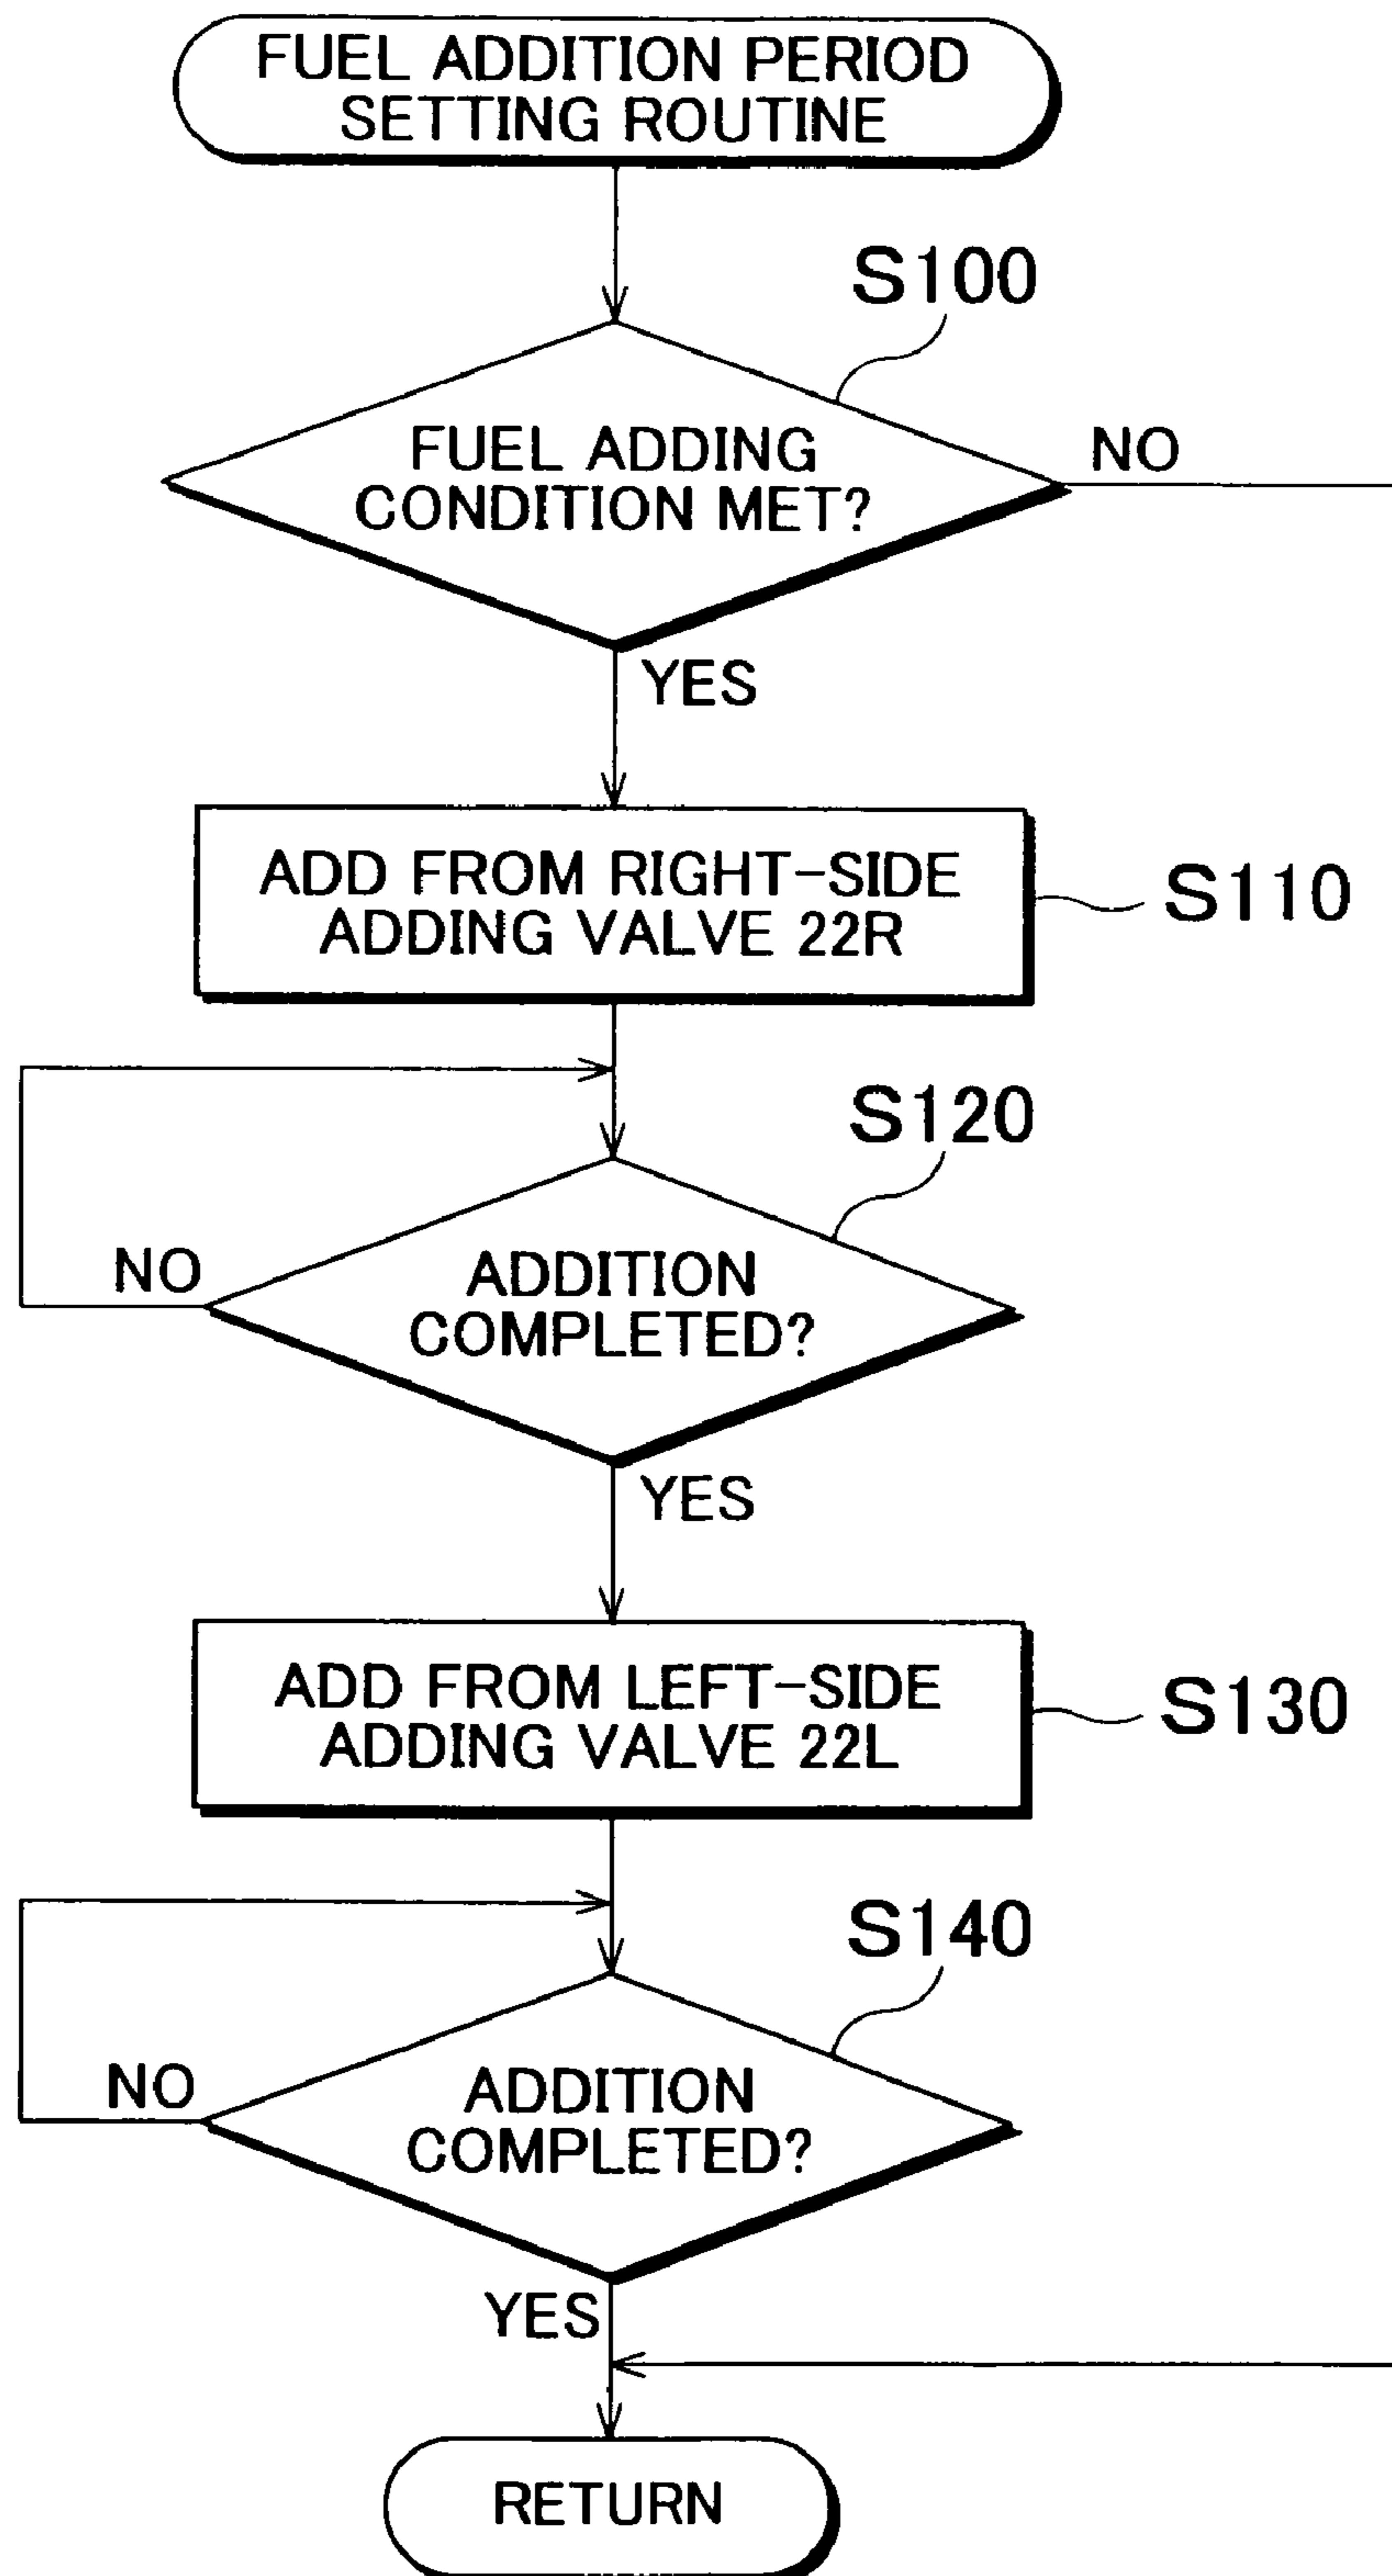 FUEL ADDITION PERIOD
SETTING ROUTINE
S100
FUEL ADDING
CONDITION MET?
NO
YES
ADD FROM RIGHT-SIDE
ADDING VALVE 22R
S110
S120
ADDITION
COMPLETED?
NO
YES
ADD FROM LEFT-SIDE
ADDING VALVE 22L
S130
S140
ADDITION
COMPLETED?
NO
YES
RETURN